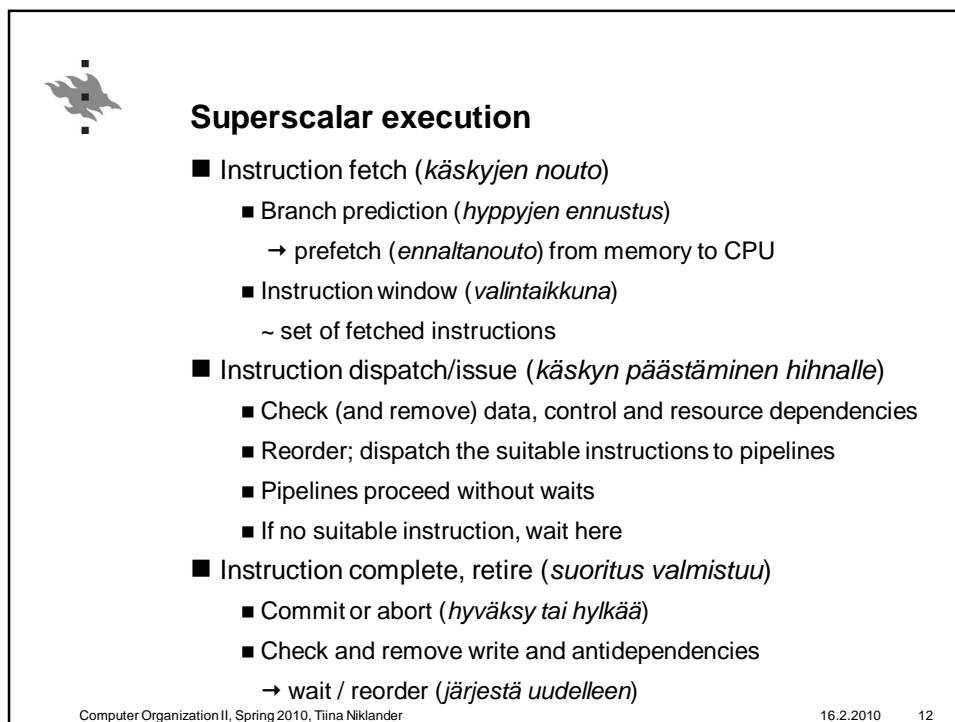 Superscalar execution
■ Instruction fetch (käskyjen nouto)
■ Branch prediction (hyppyjen ennustus)
→ prefetch (ennaltanouto) from memory to CPU
■ Instruction window (valintaikkuna)
~ set of fetched instructions
■ Instruction dispatch/issue (käskyn päästäminen hihnalle)
■ Check (and remove) data, control and resource dependencies
■ Reorder; dispatch the suitable instructions to pipelines
■ Pipelines proceed without waits
■ If no suitable instruction, wait here
■ Instruction complete, retire (suoritus valmistuu)
■ Commit or abort (hyväksy tai hylkää)
■ Check and remove write and antidependencies
→ wait / reorder (järjestä uudelleen)
Computer Organization II, Spring 2010, Tiina Niklander 16.2.2010 12